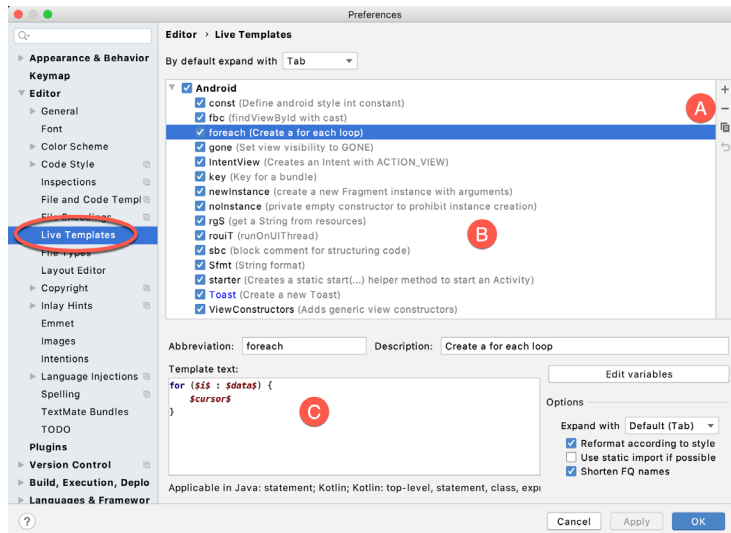 Preferences
Editor › Live Templates
Appearance & Behavior
Keymap
Editor
General
Font
Color Scheme
Code Style
Inspections
File and Code Templ
File Encodings
Live Templates
File Types
Layout Editor
Copyright
Inlay Hints
Emmet
Images
Intentions
Language Injections
Spelling
TextMate Bundles
TODO
Plugins
Version Control
Build, Execution, Deplo
Languages & Framewor
?
By default expand with Tab
Android
const (Define android style int constant)
fbc (findViewById with cast)
foreach (Create a for each loop)
gone (Set view visibility to GONE)
IntentView (Creates an Intent with ACTION_VIEW)
key (Key for a bundle)
newInstance (create a new Fragment instance with arguments)
noInstance (private empty constructor to prohibit instance creation)
rgS (get a String from resources)
rouiT (runOnUIThread)
sbc (block comment for structuring code)
Sfmt (String format)
starter (Creates a static start(...) helper method to start an Activity)
Toast (Create a new Toast)
ViewConstructors (Adds generic view constructors)
A
B
Abbreviation: foreach Description: Create a for each loop
Template text:
for ($i$ : $data$) {
$cursor$
}
C
Edit variables
Options
Expand with Default (Tab)
Reformat according to style
Use static import if possible
Shorten FQ names
Applicable in Java: statement; Kotlin: top-level, statement, class, expr
Cancel Apply OK